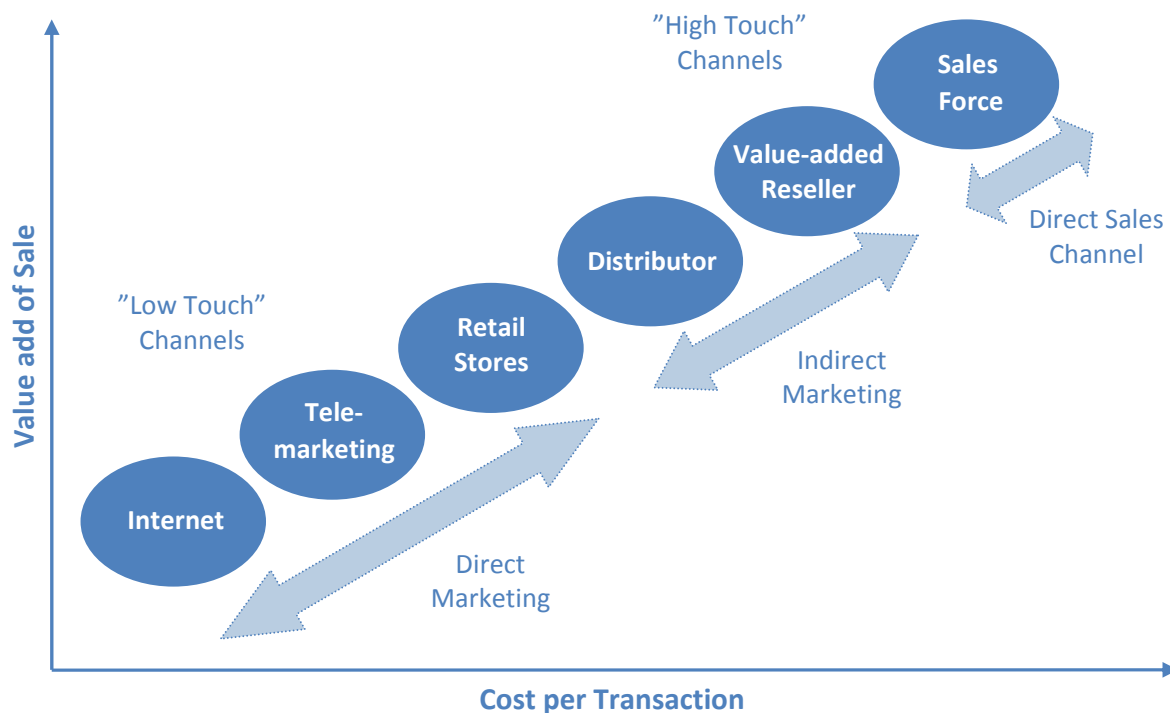 ”High Touch”
Channels
Sales
Force
Value-added
Reseller
Direct Sales
Channel
Distributor
”Low Touch”
Channels
Retail
Stores
Indirect
Marketing
Tele-
marketing
Internet
Direct
Marketing
Value add of Sale
Cost per Transaction